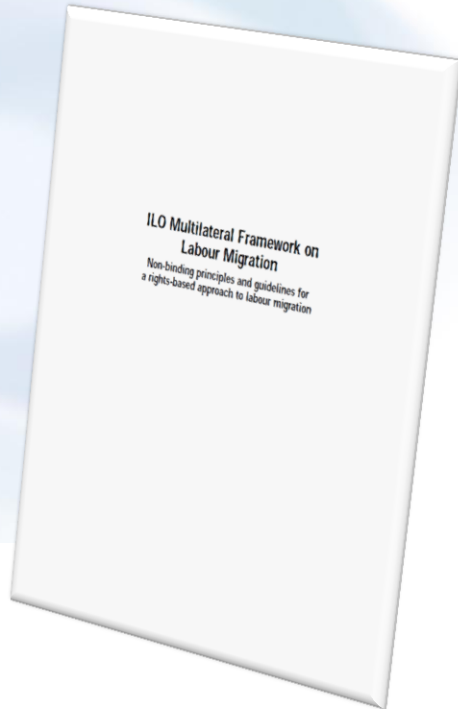 ILO Multilateral Framework on
Labour Migration
Non-binding principles and guidelines for
a rights-based approach to labour migration